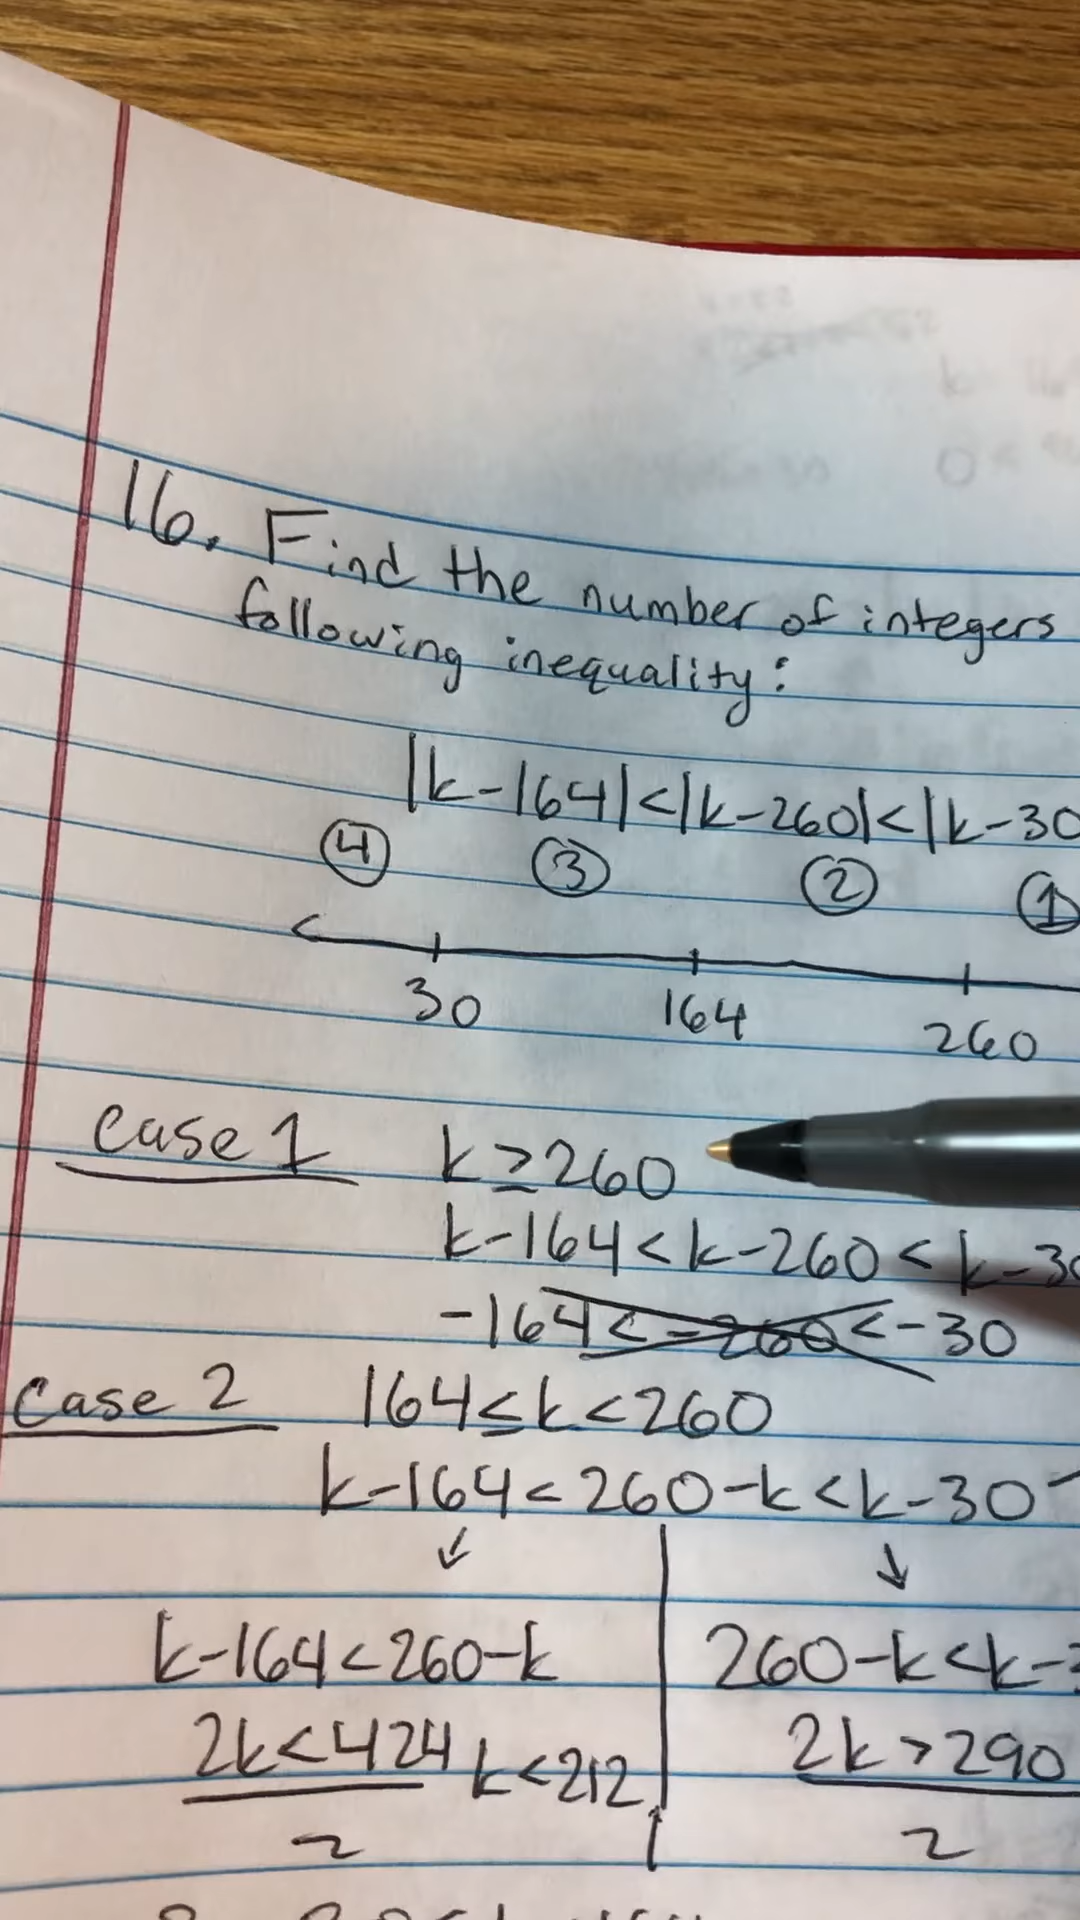 16. Find the number of integers
following inequality:
|k-164|<|k-260|<|k-30
④ ③ ② ①
30 164 260
Case 1 k≥260
k-164<k-260<k-30
-164<-260<-30
Case 2 164≤k<260
k-164<260-k<k-30
k-164<260-k 260-k<k-3
2k<424 k<212 2k>290
2 2